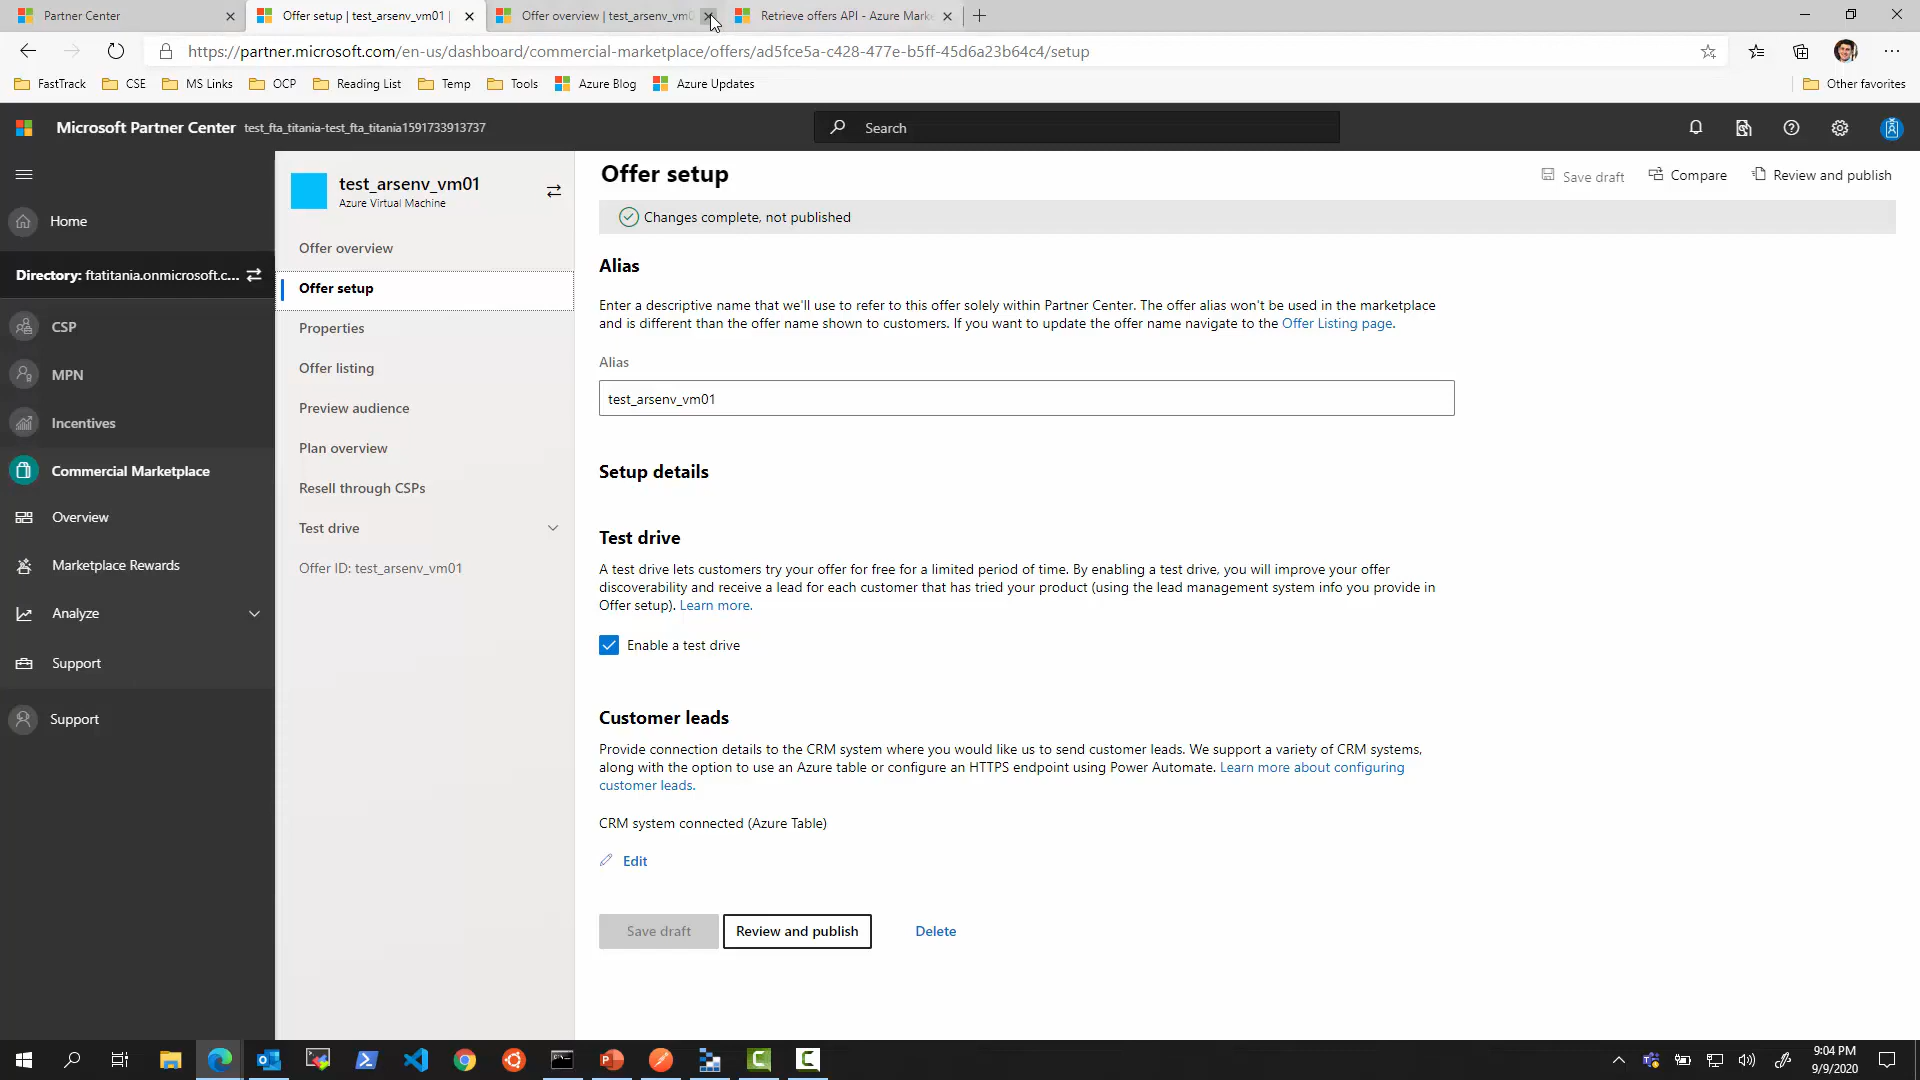 Partner Center
Offer setup | test_arsenv_vm01 |
Offer overview | test_arsenv_vm0
Retrieve offers API - Azure Mark
https://partner.microsoft.com/en-us/dashboard/commercial-marketplace/offers/ad5fce5a-c428-477e-b5ff-45d6a23b64c4/setup
FastTrack
CSE
MS Links
OCP
Reading List
Temp
Tools
Azure Blog
Azure Updates
Other favorites
Microsoft Partner Center
test_fta_titania-test_fta_titania1591733913737
Search
Home
Directory: ftatitania.onmicrosoft.c...
CSP
MPN
Incentives
Commercial Marketplace
Overview
Marketplace Rewards
Analyze
Support
Support
test_arsenv_vm01
Azure Virtual Machine
Offer overview
Offer setup
Properties
Offer listing
Preview audience
Plan overview
Resell through CSPs
Test drive
Offer ID: test_arsenv_vm01
Offer setup
Save draft
Compare
Review and publish
Changes complete, not published
Alias
Enter a descriptive name that we'll use to refer to this offer solely within Partner Center. The offer alias won't be used in the marketplace
and is different than the offer name shown to customers. If you want to update the offer name navigate to the Offer Listing page.
Alias
test_arsenv_vm01
Setup details
Test drive
A test drive lets customers try your offer for free for a limited period of time. By enabling a test drive, you will improve your offer
discoverability and receive a lead for each customer that has tried your product (using the lead management system info you provide in
Offer setup). Learn more.
Enable a test drive
Customer leads
Provide connection details to the CRM system where you would like us to send customer leads. We support a variety of CRM systems,
along with the option to use an Azure table or configure an HTTPS endpoint using Power Automate. Learn more about configuring
customer leads.
CRM system connected (Azure Table)
Edit
Save draft
Review and publish
Delete
9:04 PM
9/9/2020